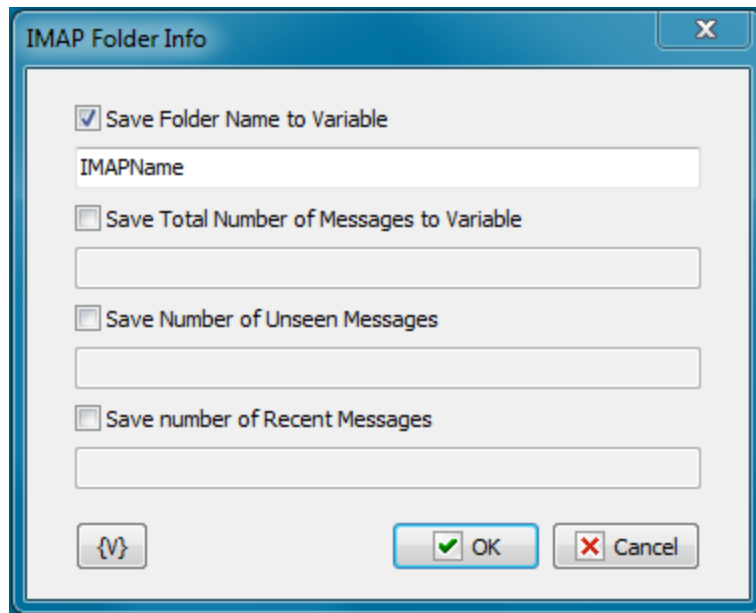 IMAP Folder Info
Save Folder Name to Variable
IMAPName
Save Total Number of Messages to Variable
Save Number of Unseen Messages
Save number of Recent Messages
{V} OK Cancel